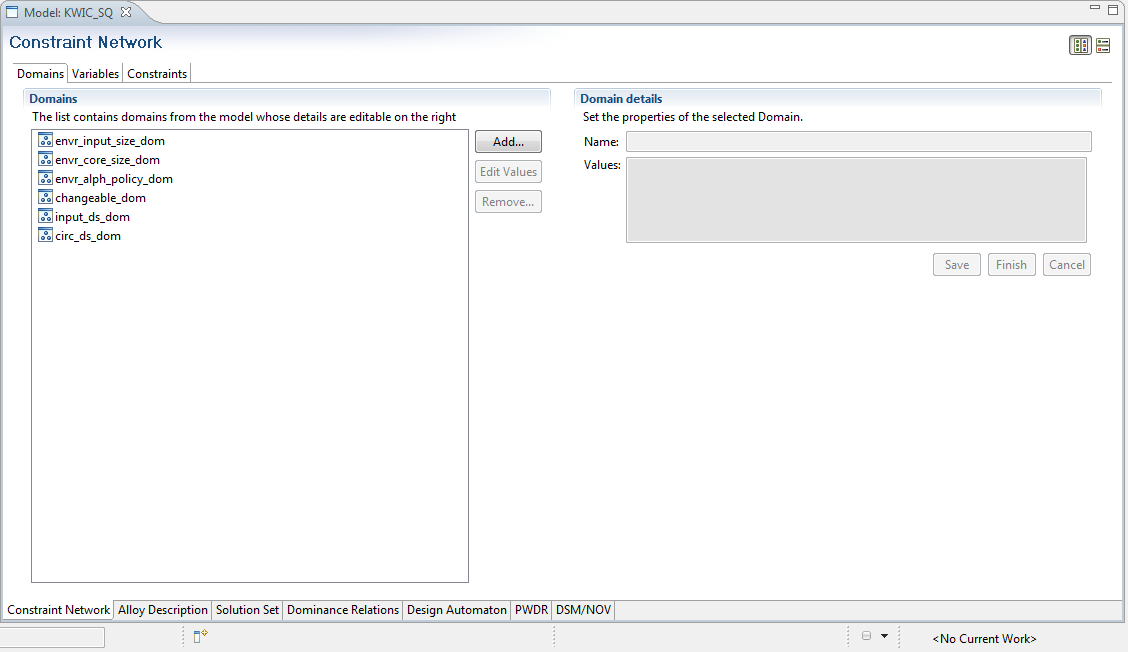 Model: KWIC_SQ
Constraint Network
Domains Variables Constraints
Domains
The list contains domains from the model whose details are editable on the right
envr_input_size_dom
envr_core_size_dom
envr_alph_policy_dom
changeable_dom
input_ds_dom
circ_ds_dom
Add...
Edit Values
Remove...
Domain details
Set the properties of the selected Domain.
Name:
Values:
Save Finish Cancel
Constraint Network Alloy Description Solution Set Dominance Relations Design Automaton PWDR DSM/NOV
<No Current Work>